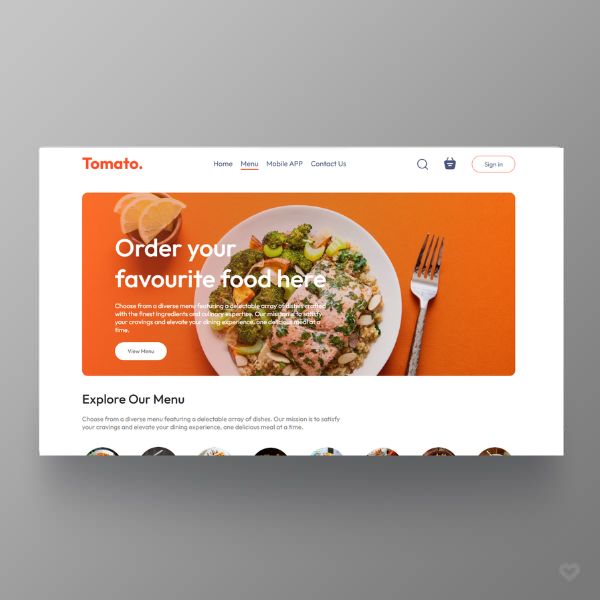 Tomato.
Home Menu Mobile APP Contact Us
Sign in
Order your
favourite food here
Choose from a diverse menu featuring a delectable array of dishes crafted
with the finest ingredients and culinary expertise. Our mission is to satisfy
your cravings and elevate your dining experience, one delicious meal at a
time.
View Menu
Explore Our Menu
Choose from a diverse menu featuring a delectable array of dishes. Our mission is to satisfy
your cravings and elevate your dining experience, one delicious meal at a time.